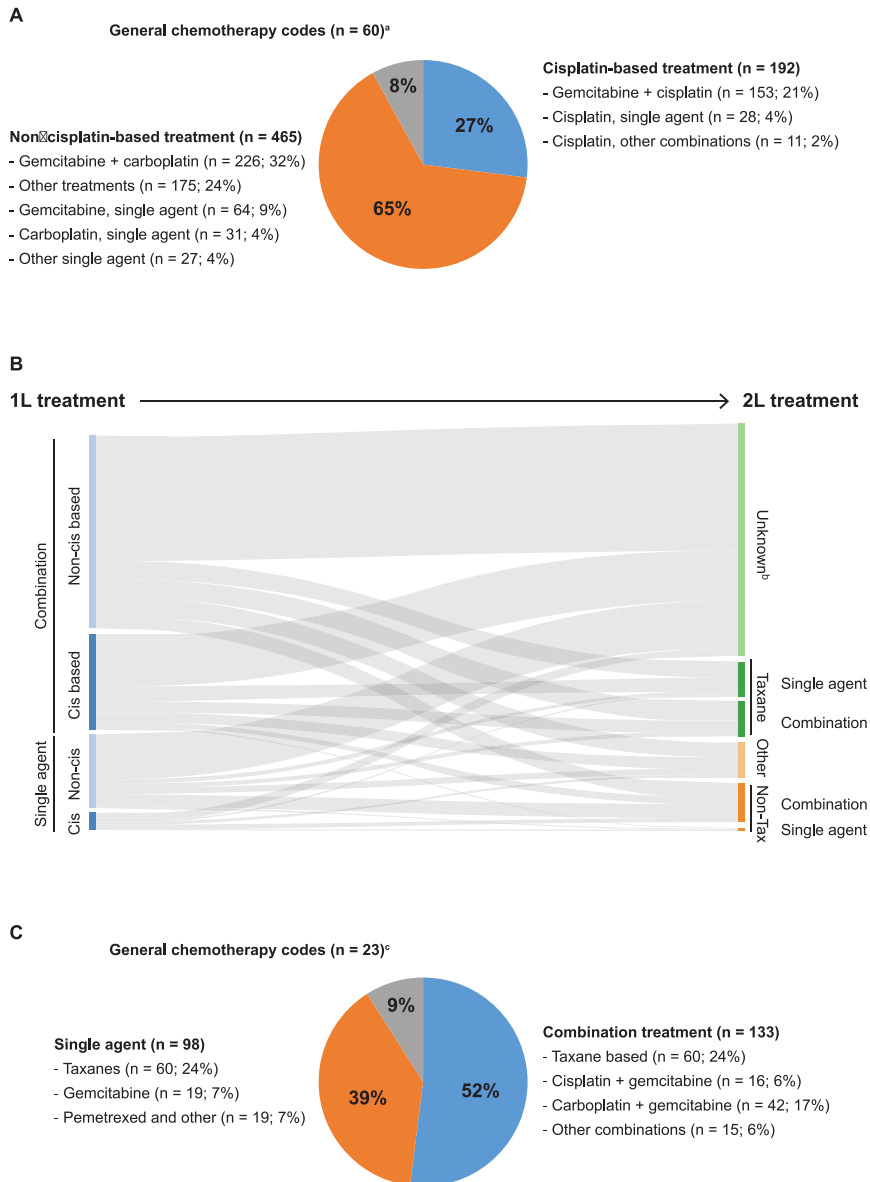 A
General chemotherapy codes (n = 60)ᵃ
Cisplatin-based treatment (n = 192)
- Gemcitabine + cisplatin (n = 153; 21%)
- Cisplatin, single agent (n = 28; 4%)
- Cisplatin, other combinations (n = 11; 2%)
Non☒cisplatin-based treatment (n = 465)
- Gemcitabine + carboplatin (n = 226; 32%)
- Other treatments (n = 175; 24%)
- Gemcitabine, single agent (n = 64; 9%)
- Carboplatin, single agent (n = 31; 4%)
- Other single agent (n = 27; 4%)
8%
27%
65%
B
1L treatment
2L treatment
Combination
Non-cis based
Cis based
Single agent
Non-cis
Cis
Unknownᵇ
Taxane
Single agent
Combination
Other
Non-Tax
Combination
Single agent
C
General chemotherapy codes (n = 23)ᶜ
Single agent (n = 98)
- Taxanes (n = 60; 24%)
- Gemcitabine (n = 19; 7%)
- Pemetrexed and other (n = 19; 7%)
9%
39%
52%
Combination treatment (n = 133)
- Taxane based (n = 60; 24%)
- Cisplatin + gemcitabine (n = 16; 6%)
- Carboplatin + gemcitabine (n = 42; 17%)
- Other combinations (n = 15; 6%)